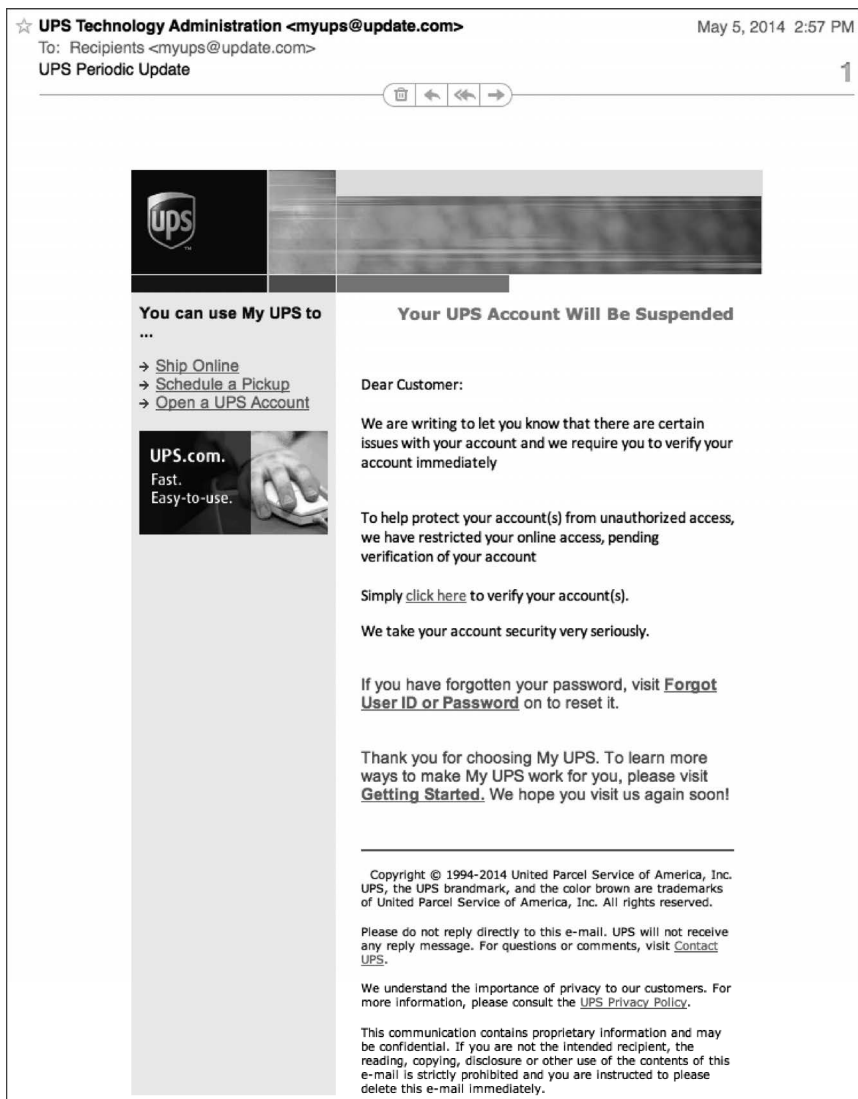 UPS Technology Administration <myups@update.com>
May 5, 2014 2:57 PM
To: Recipients <myups@update.com>
UPS Periodic Update
1
ups
TM
You can use My UPS to
...
→ Ship Online
→ Schedule a Pickup
→ Open a UPS Account
UPS.com.
Fast.
Easy-to-use.
Your UPS Account Will Be Suspended
Dear Customer:
We are writing to let you know that there are certain
issues with your account and we require you to verify your
account immediately
To help protect your account(s) from unauthorized access,
we have restricted your online access, pending
verification of your account
Simply click here to verify your account(s).
We take your account security very seriously.
If you have forgotten your password, visit Forgot
User ID or Password on to reset it.
Thank you for choosing My UPS. To learn more
ways to make My UPS work for you, please visit
Getting Started. We hope you visit us again soon!
Copyright © 1994-2014 United Parcel Service of America, Inc.
UPS, the UPS brandmark, and the color brown are trademarks
of United Parcel Service of America, Inc. All rights reserved.
Please do not reply directly to this e-mail. UPS will not receive
any reply message. For questions or comments, visit Contact
UPS.
We understand the importance of privacy to our customers. For
more information, please consult the UPS Privacy Policy.
This communication contains proprietary information and may
be confidential. If you are not the intended recipient, the
reading, copying, disclosure or other use of the contents of this
e-mail is strictly prohibited and you are instructed to please
delete this e-mail immediately.